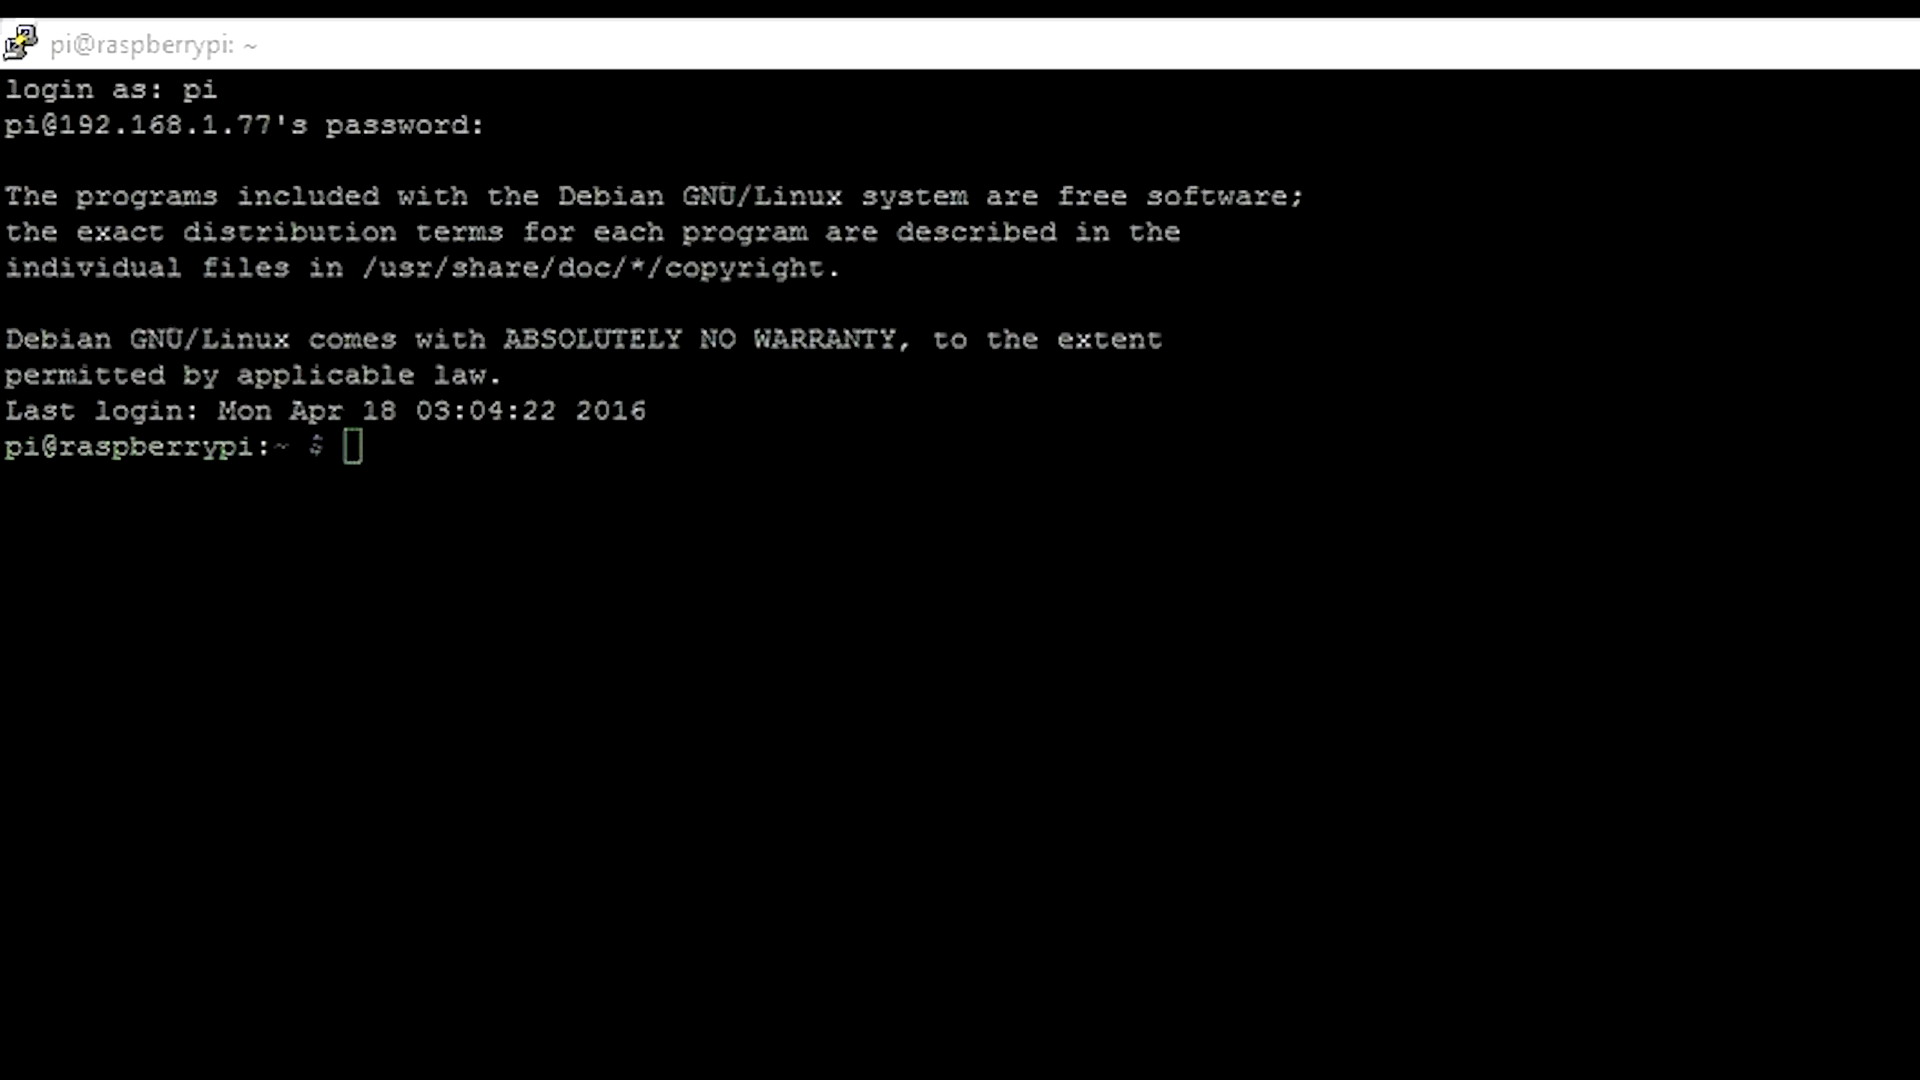 pi@raspberrypi: ~
login as: pi
pi@192.168.1.77's password:
The programs included with the Debian GNU/Linux system are free software;
the exact distribution terms for each program are described in the
individual files in /usr/share/doc/*/copyright.
Debian GNU/Linux comes with ABSOLUTELY NO WARRANTY, to the extent
permitted by applicable law.
Last login: Mon Apr 18 03:04:22 2016
pi@raspberrypi:~ $